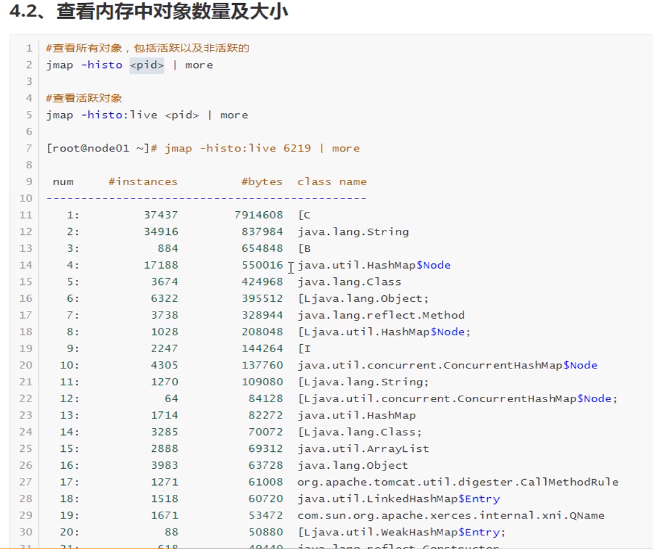 4.2、查看内存中对象数量及大小
1 #查看所有对象，包括活跃以及非活跃的
2 jmap -histo <pid> | more
3
4 #查看活跃对象
5 jmap -histo:live <pid> | more
6
7 [root@node01 ~]# jmap -histo:live 6219 | more
8
9 num #instances #bytes class name
10 ----------------------------------------------
11 1: 37437 7914608 [C
12 2: 34916 837984 java.lang.String
13 3: 884 654848 [B
14 4: 17188 550016 java.util.HashMap$Node
15 5: 3674 424968 java.lang.Class
16 6: 6322 395512 [Ljava.lang.Object;
17 7: 3738 328944 java.lang.reflect.Method
18 8: 1028 208048 [Ljava.util.HashMap$Node;
19 9: 2247 144264 [I
20 10: 4305 137760 java.util.concurrent.ConcurrentHashMap$Node
21 11: 1270 109080 [Ljava.lang.String;
22 12: 64 84128 [Ljava.util.concurrent.ConcurrentHashMap$Node;
23 13: 1714 82272 java.util.HashMap
24 14: 3285 70072 [Ljava.lang.Class;
25 15: 2888 69312 java.util.ArrayList
26 16: 3983 63728 java.lang.Object
27 17: 1271 61008 org.apache.tomcat.util.digester.CallMethodRule
28 18: 1518 60720 java.util.LinkedHashMap$Entry
29 19: 1671 53472 com.sun.org.apache.xerces.internal.xni.QName
30 20: 88 50880 [Ljava.util.WeakHashMap$Entry;
31 21: 618 49440 java.lang.reflect.Constructor